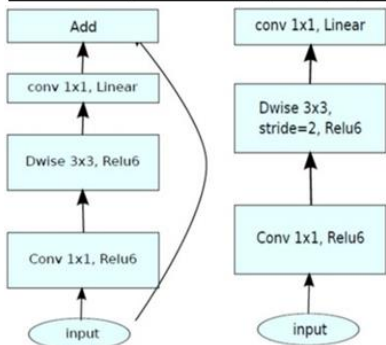 Add
conv 1x1, Linear
Dwise 3x3, Relu6
Conv 1x1, Relu6
input
conv 1x1, Linear
Dwise 3x3,
stride=2, Relu6
Conv 1x1, Relu6
input